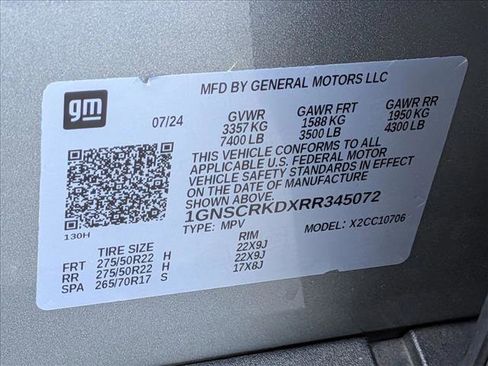 gm
MFD BY GENERAL MOTORS LLC
07/24 GVWR GAWR FRT GAWR RR
3357 KG 1588 KG 1950 KG
7400 LB 3500 LB 4300 LB
THIS VEHICLE CONFORMS TO ALL
APPLICABLE U.S. FEDERAL MOTOR
VEHICLE SAFETY STANDARDS IN EFFECT
ON THE DATE OF MANUFACTURE
SHOWN ABOVE.
1GNSCRKDXRR345072
TYPE: MPV MODEL: X2CC10706
130H
TIRE SIZE RIM
FRT 275/50R22 H 22X9J
RR 275/50R22 H 22X9J
SPA 265/70R17 S 17X8J